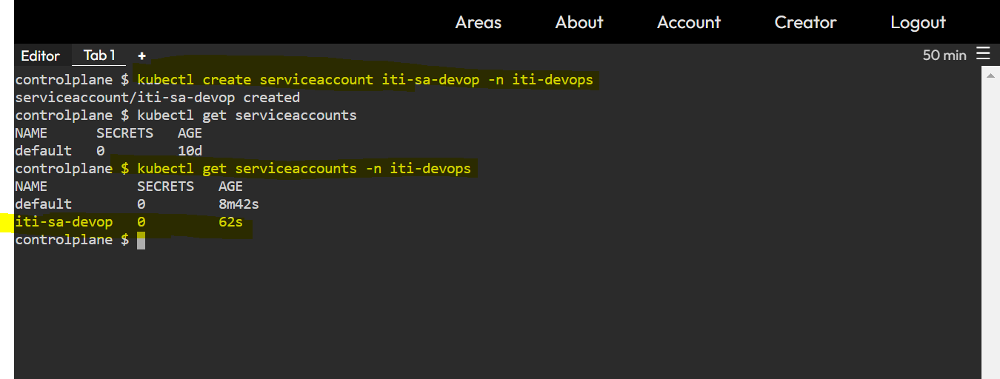 Areas About Account Creator Logout
Editor Tab 1 + 50 min ☰
controlplane $ kubectl create serviceaccount iti-sa-devop -n iti-devops
serviceaccount/iti-sa-devop created
controlplane $ kubectl get serviceaccounts
NAME SECRETS AGE
default 0 10d
controlplane $ kubectl get serviceaccounts -n iti-devops
NAME SECRETS AGE
default 0 8m42s
iti-sa-devop 0 62s
controlplane $